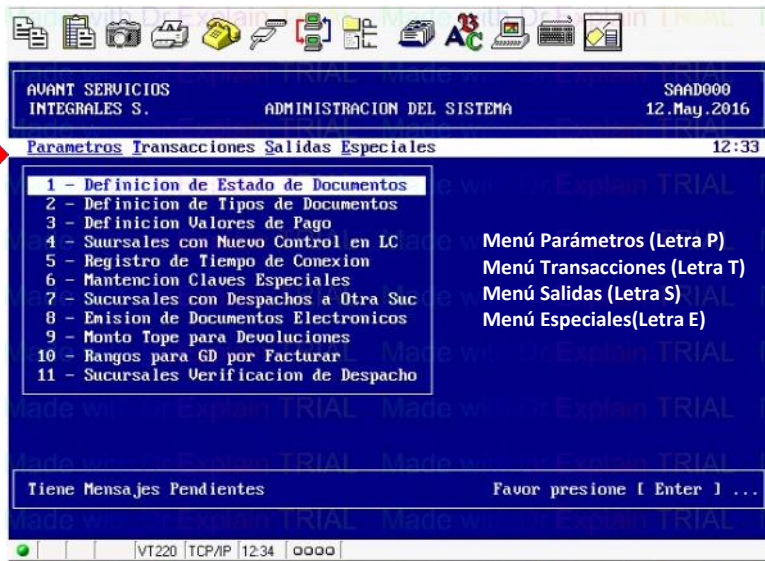 AVANT SERVICIOS SAAD000
INTEGRALES S. ADMINISTRACION DEL SISTEMA 12.May.2016
Parametros Transacciones Salidas Especiales 12:33
1 - Definicion de Estado de Documentos
2 - Definicion de Tipos de Documentos
3 - Definicion Valores de Pago
4 - Suursales con Nuevo Control en LC
5 - Registro de Tiempo de Conexion
6 - Mantencion Claves Especiales
7 - Sucursales con Despachos a Otra Suc
8 - Emision de Documentos Electronicos
9 - Monto Tope para Devoluciones
10 - Rangos para GD por Facturar
11 - Sucursales Verificacion de Despacho
Menú Parámetros (Letra P)
Menú Transacciones (Letra T)
Menú Salidas (Letra S)
Menú Especiales(Letra E)
Tiene Mensajes Pendientes Favor presione [ Enter ] ...
VT220 TCP/IP 12:34
Made with Dr.Explain TRIAL